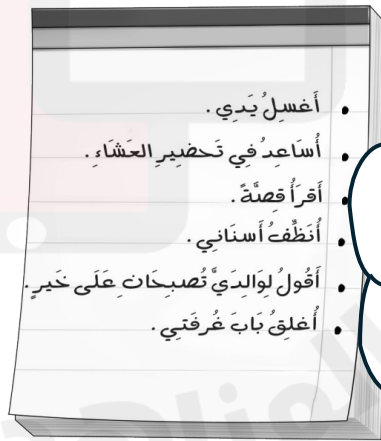 أَغسِلُ يَدِي .
أُسَاعِدُ فِي تَحضِيرِ العَشَاءِ .
أَقرَأُ قِصَّةً .
أُنَظِّفُ أَسنَانِي .
أَقُولُ لِوَالِدَيَّ تُصبِحَانِ عَلَى خَيرٍ .
أُغلِقُ بَابَ غُرفَتِي .